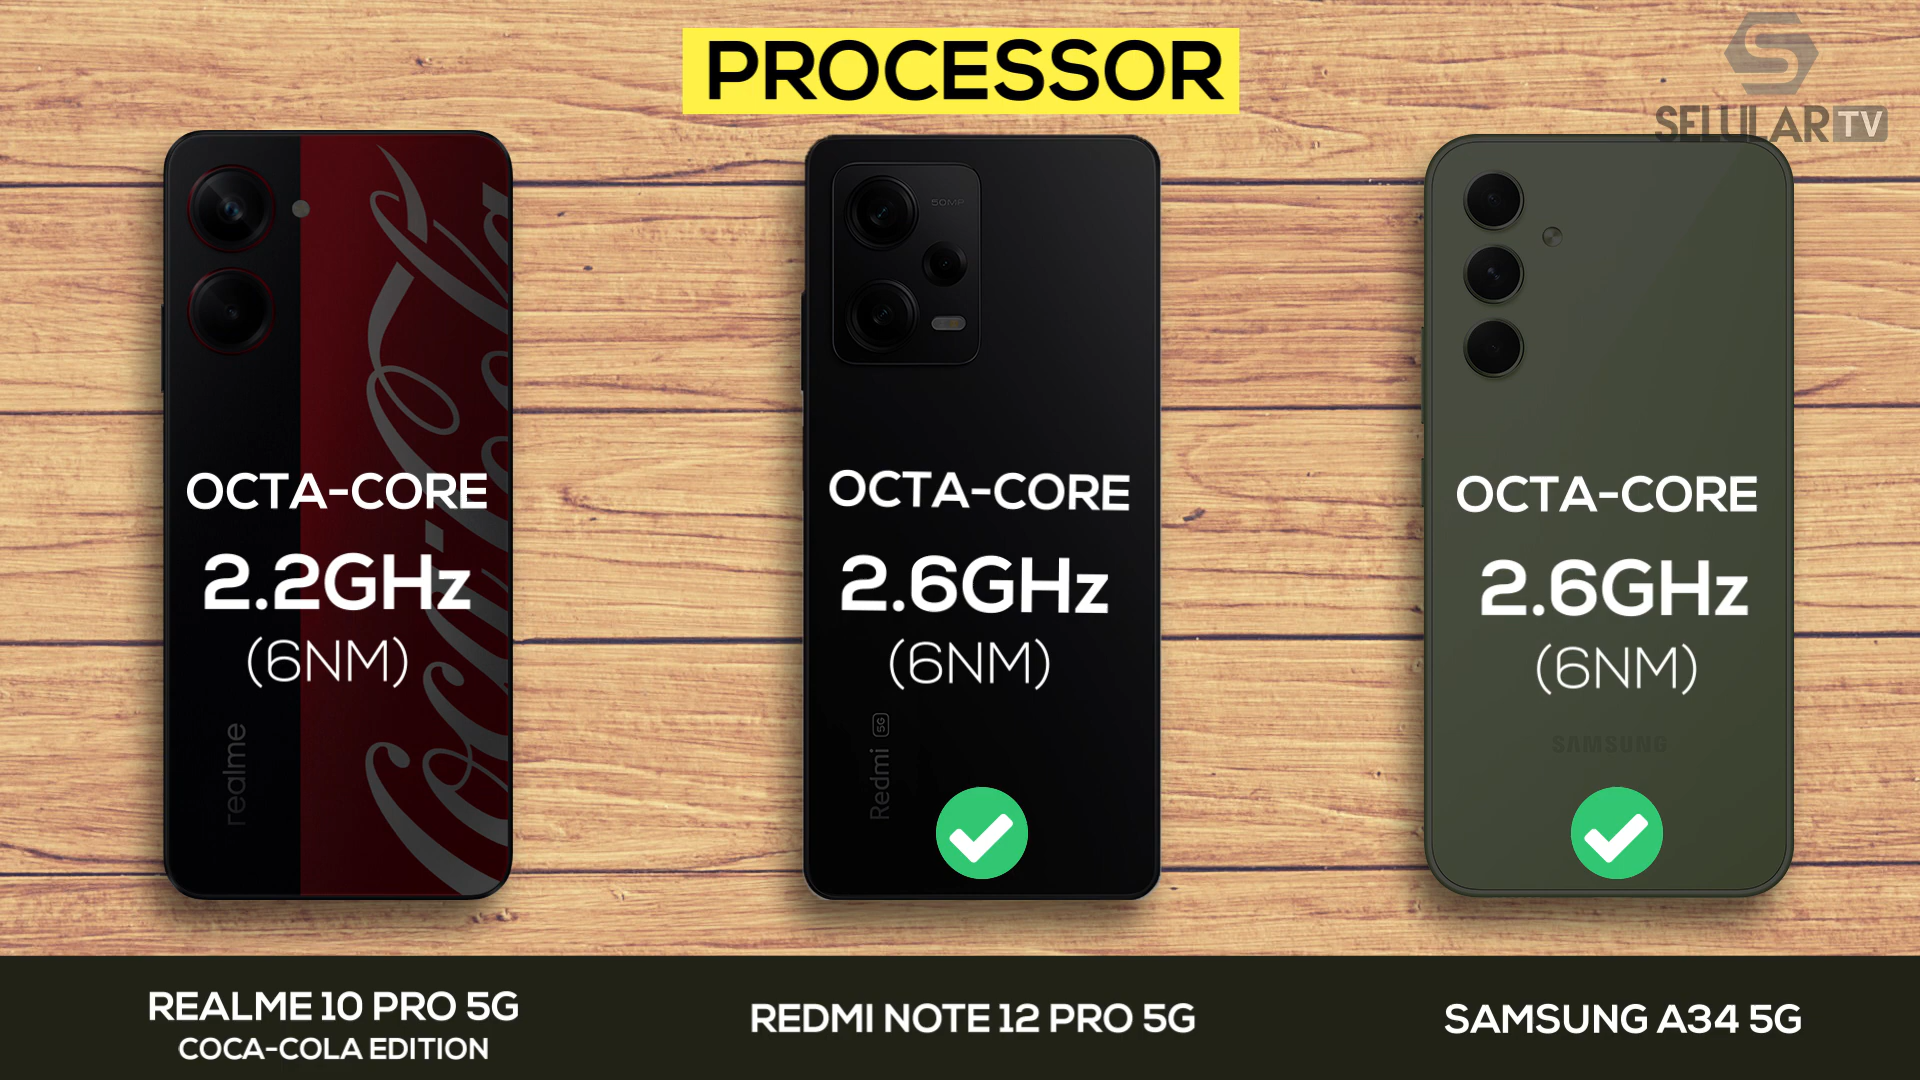 PROCESSOR
SELULAR TV
50MP
OCTA-CORE
2.2GHz
(6NM)
realme
Coca-Cola
OCTA-CORE
2.6GHz
(6NM)
Redmi 5G
OCTA-CORE
2.6GHz
(6NM)
SAMSUNG
REALME 10 PRO 5G
COCA-COLA EDITION
REDMI NOTE 12 PRO 5G
SAMSUNG A34 5G